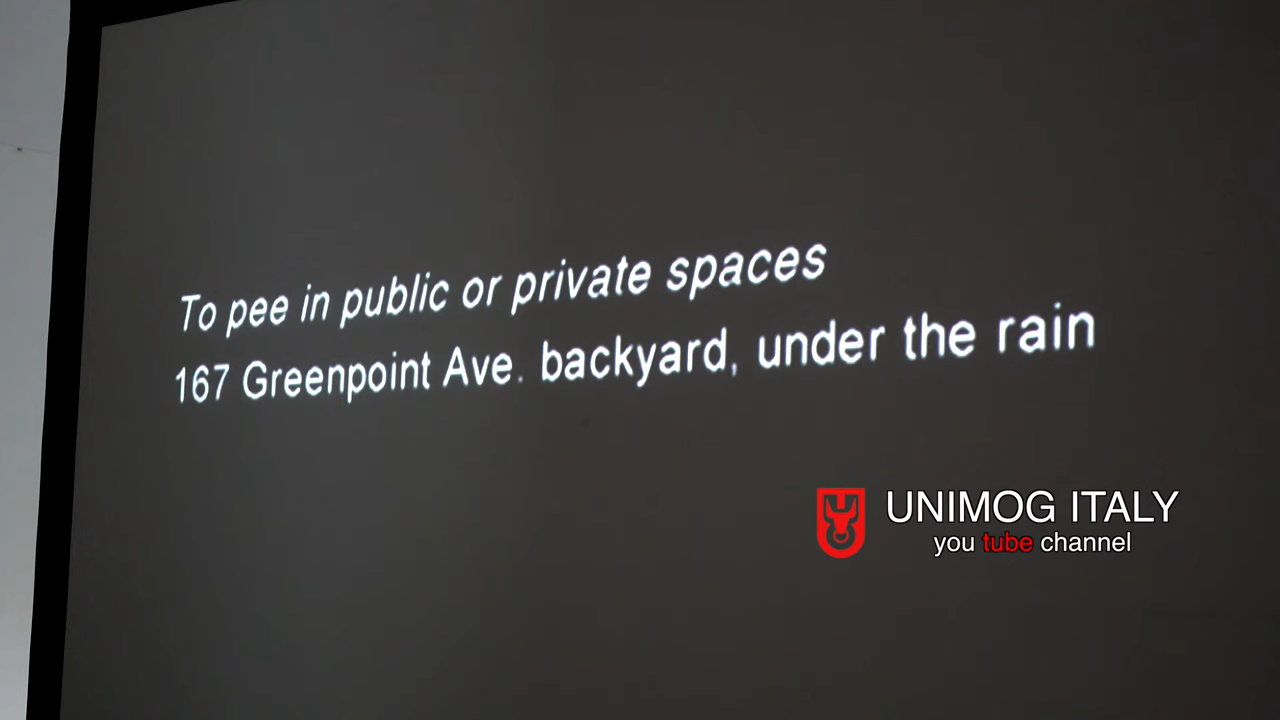 To pee in public or private spaces
167 Greenpoint Ave. backyard, under the rain
UNIMOG ITALY
you tube channel